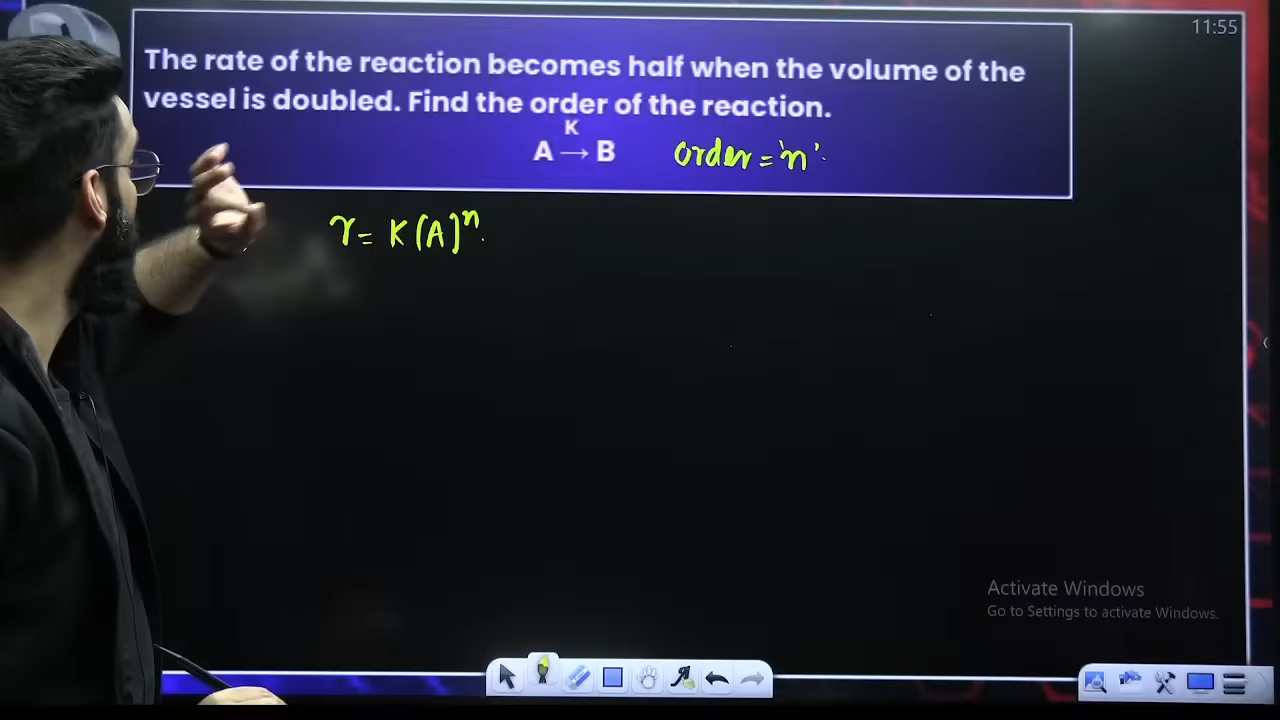 11:55
The rate of the reaction becomes half when the volume of the
vessel is doubled. Find the order of the reaction.
K
A → B order = 'n'
r = K[A]^n
Activate Windows
Go to Settings to activate Windows.